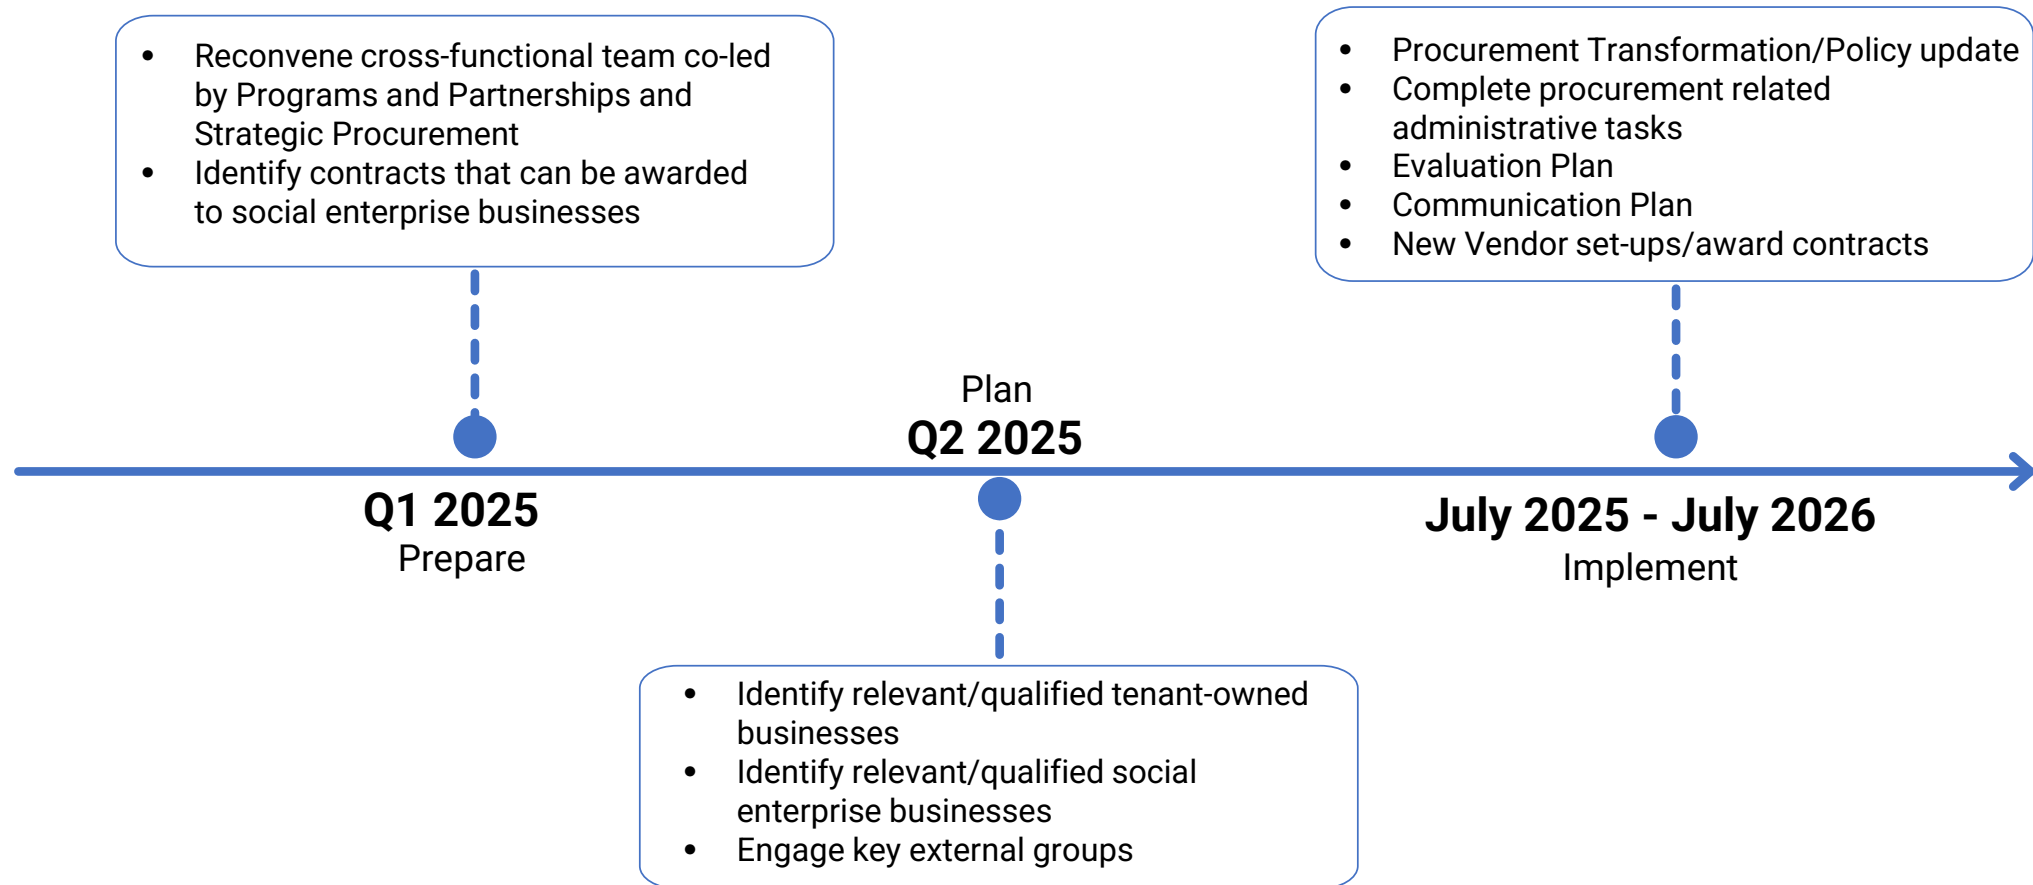 • Reconvene cross-functional team co-led
by Programs and Partnerships and
Strategic Procurement
• Identify contracts that can be awarded
to social enterprise businesses
• Procurement Transformation/Policy update
• Complete procurement related
administrative tasks
• Evaluation Plan
• Communication Plan
• New Vendor set-ups/award contracts
Plan
Q2 2025
Q1 2025
Prepare
July 2025 - July 2026
Implement
• Identify relevant/qualified tenant-owned
businesses
• Identify relevant/qualified social
enterprise businesses
• Engage key external groups